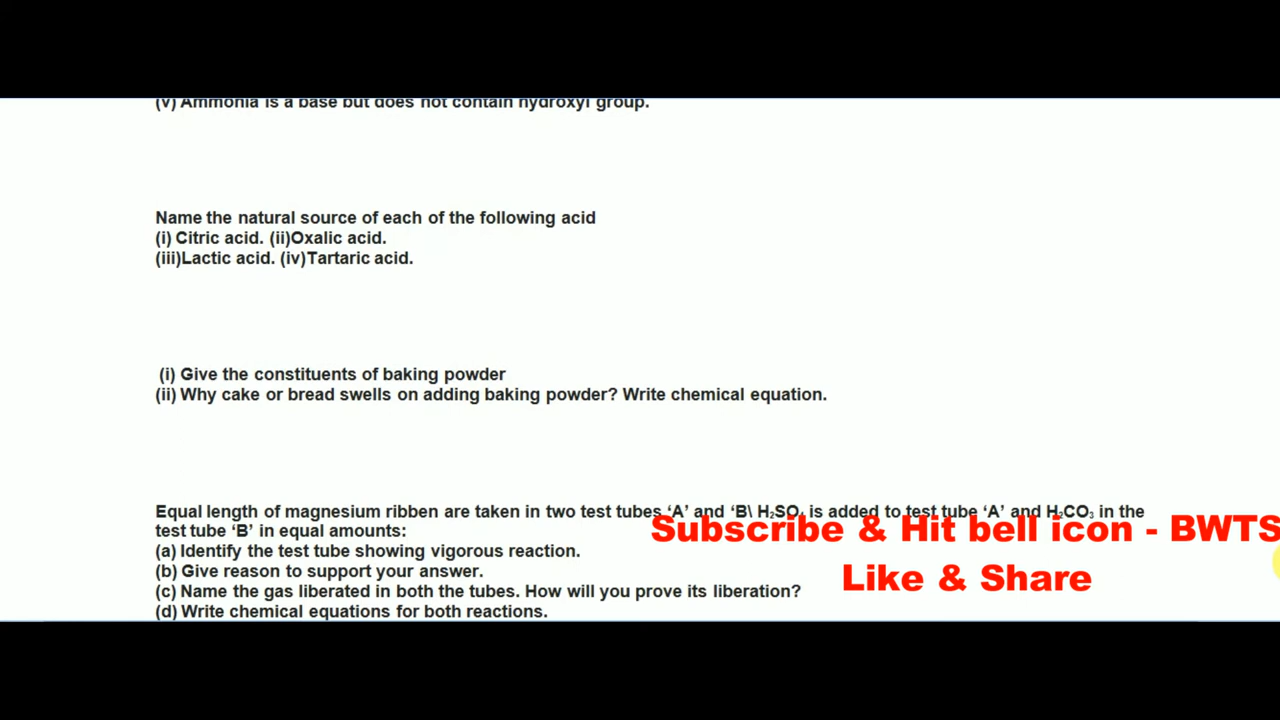 (v) Ammonia is a base but does not contain hydroxyl group.
Name the natural source of each of the following acid
(i) Citric acid. (ii)Oxalic acid.
(iii)Lactic acid. (iv)Tartaric acid.
(i) Give the constituents of baking powder
(ii) Why cake or bread swells on adding baking powder? Write chemical equation.
Equal length of magnesium ribben are taken in two test tubes ‘A’ and ‘B\ H₂SO₄ is added to test tube ‘A’ and H₂CO₃ in the
test tube ‘B’ in equal amounts:
(a) Identify the test tube showing vigorous reaction.
(b) Give reason to support your answer.
(c) Name the gas liberated in both the tubes. How will you prove its liberation?
(d) Write chemical equations for both reactions.
Subscribe & Hit bell icon - BWTS
Like & Share